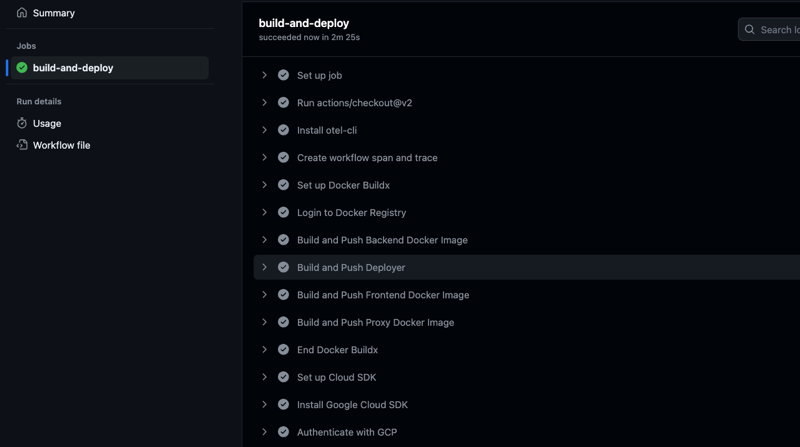 Summary
Jobs
build-and-deploy
Run details
Usage
Workflow file
build-and-deploy
succeeded now in 2m 25s
Search
Set up job
Run actions/checkout@v2
Install otel-cli
Create workflow span and trace
Set up Docker Buildx
Login to Docker Registry
Build and Push Backend Docker Image
Build and Push Deployer
Build and Push Frontend Docker Image
Build and Push Proxy Docker Image
End Docker Buildx
Set up Cloud SDK
Install Google Cloud SDK
Authenticate with GCP